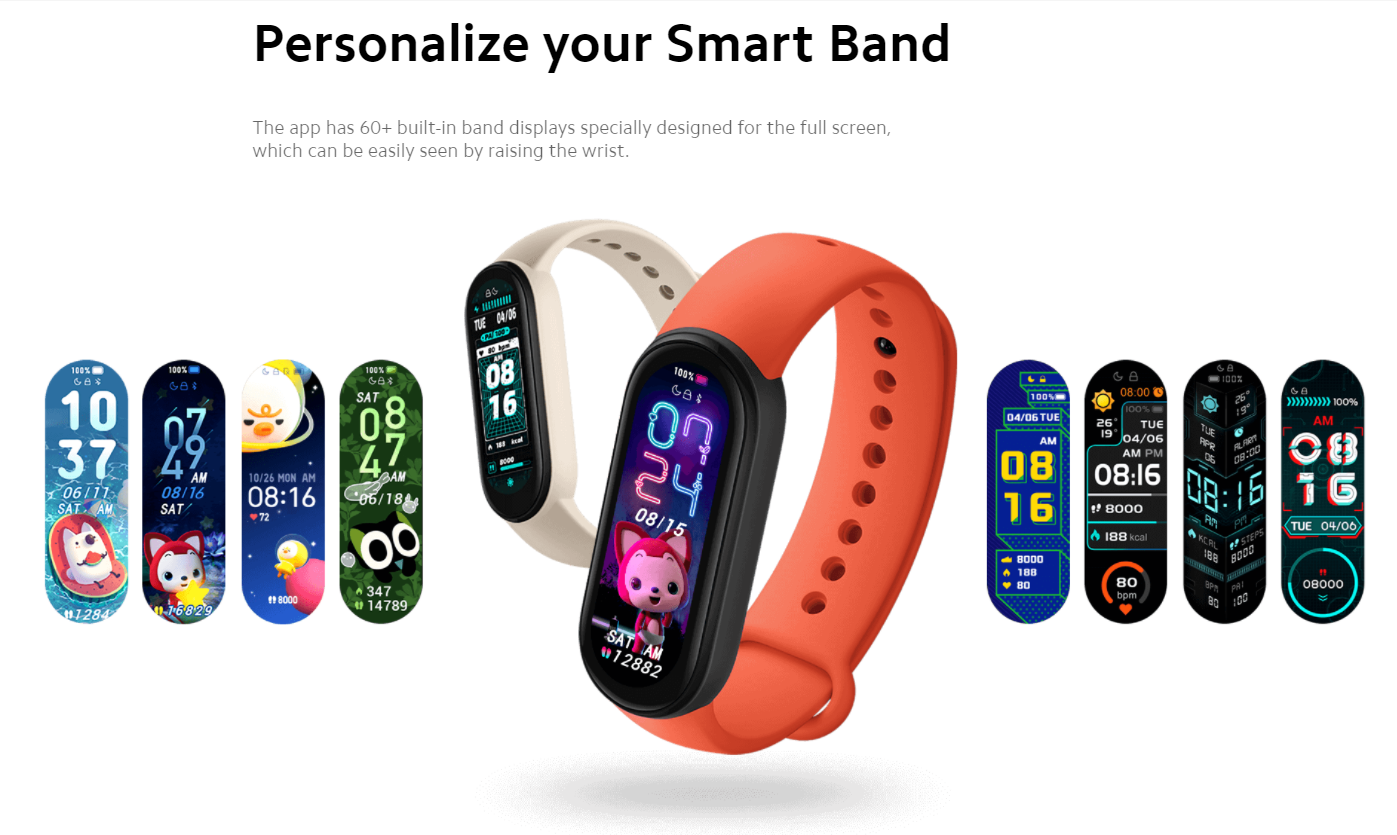 Personalize your Smart Band
The app has 60+ built-in band displays specially designed for the full screen,
which can be easily seen by raising the wrist.
100%
10
37
06/11
SAT AM
1284
100%
07
49
AM
08/16
SAT
16829
10/26 MON AM
08:16
72
8000
100%
SAT
08
47
AM
06/18
347
14789
TUE 04/06
PAI 100
80 bpm
AM
08
16
188 kcal
8000
100%
07
24
08/15
SAT AM
12882
100%
04/06 TUE
AM
08
16
8000
188
80
08:00
26°
19°
100%
TUE
04/06
AM PM
08:16
8000
188 kcal
80
bpm
100%
26°
19°
TUE
APR
06
ALARM
08:00
08:16
AM PM
KCAL
188
STEPS
8000
BPM
80
PAI
100
100%
AM
08
16
TUE 04/06
08000